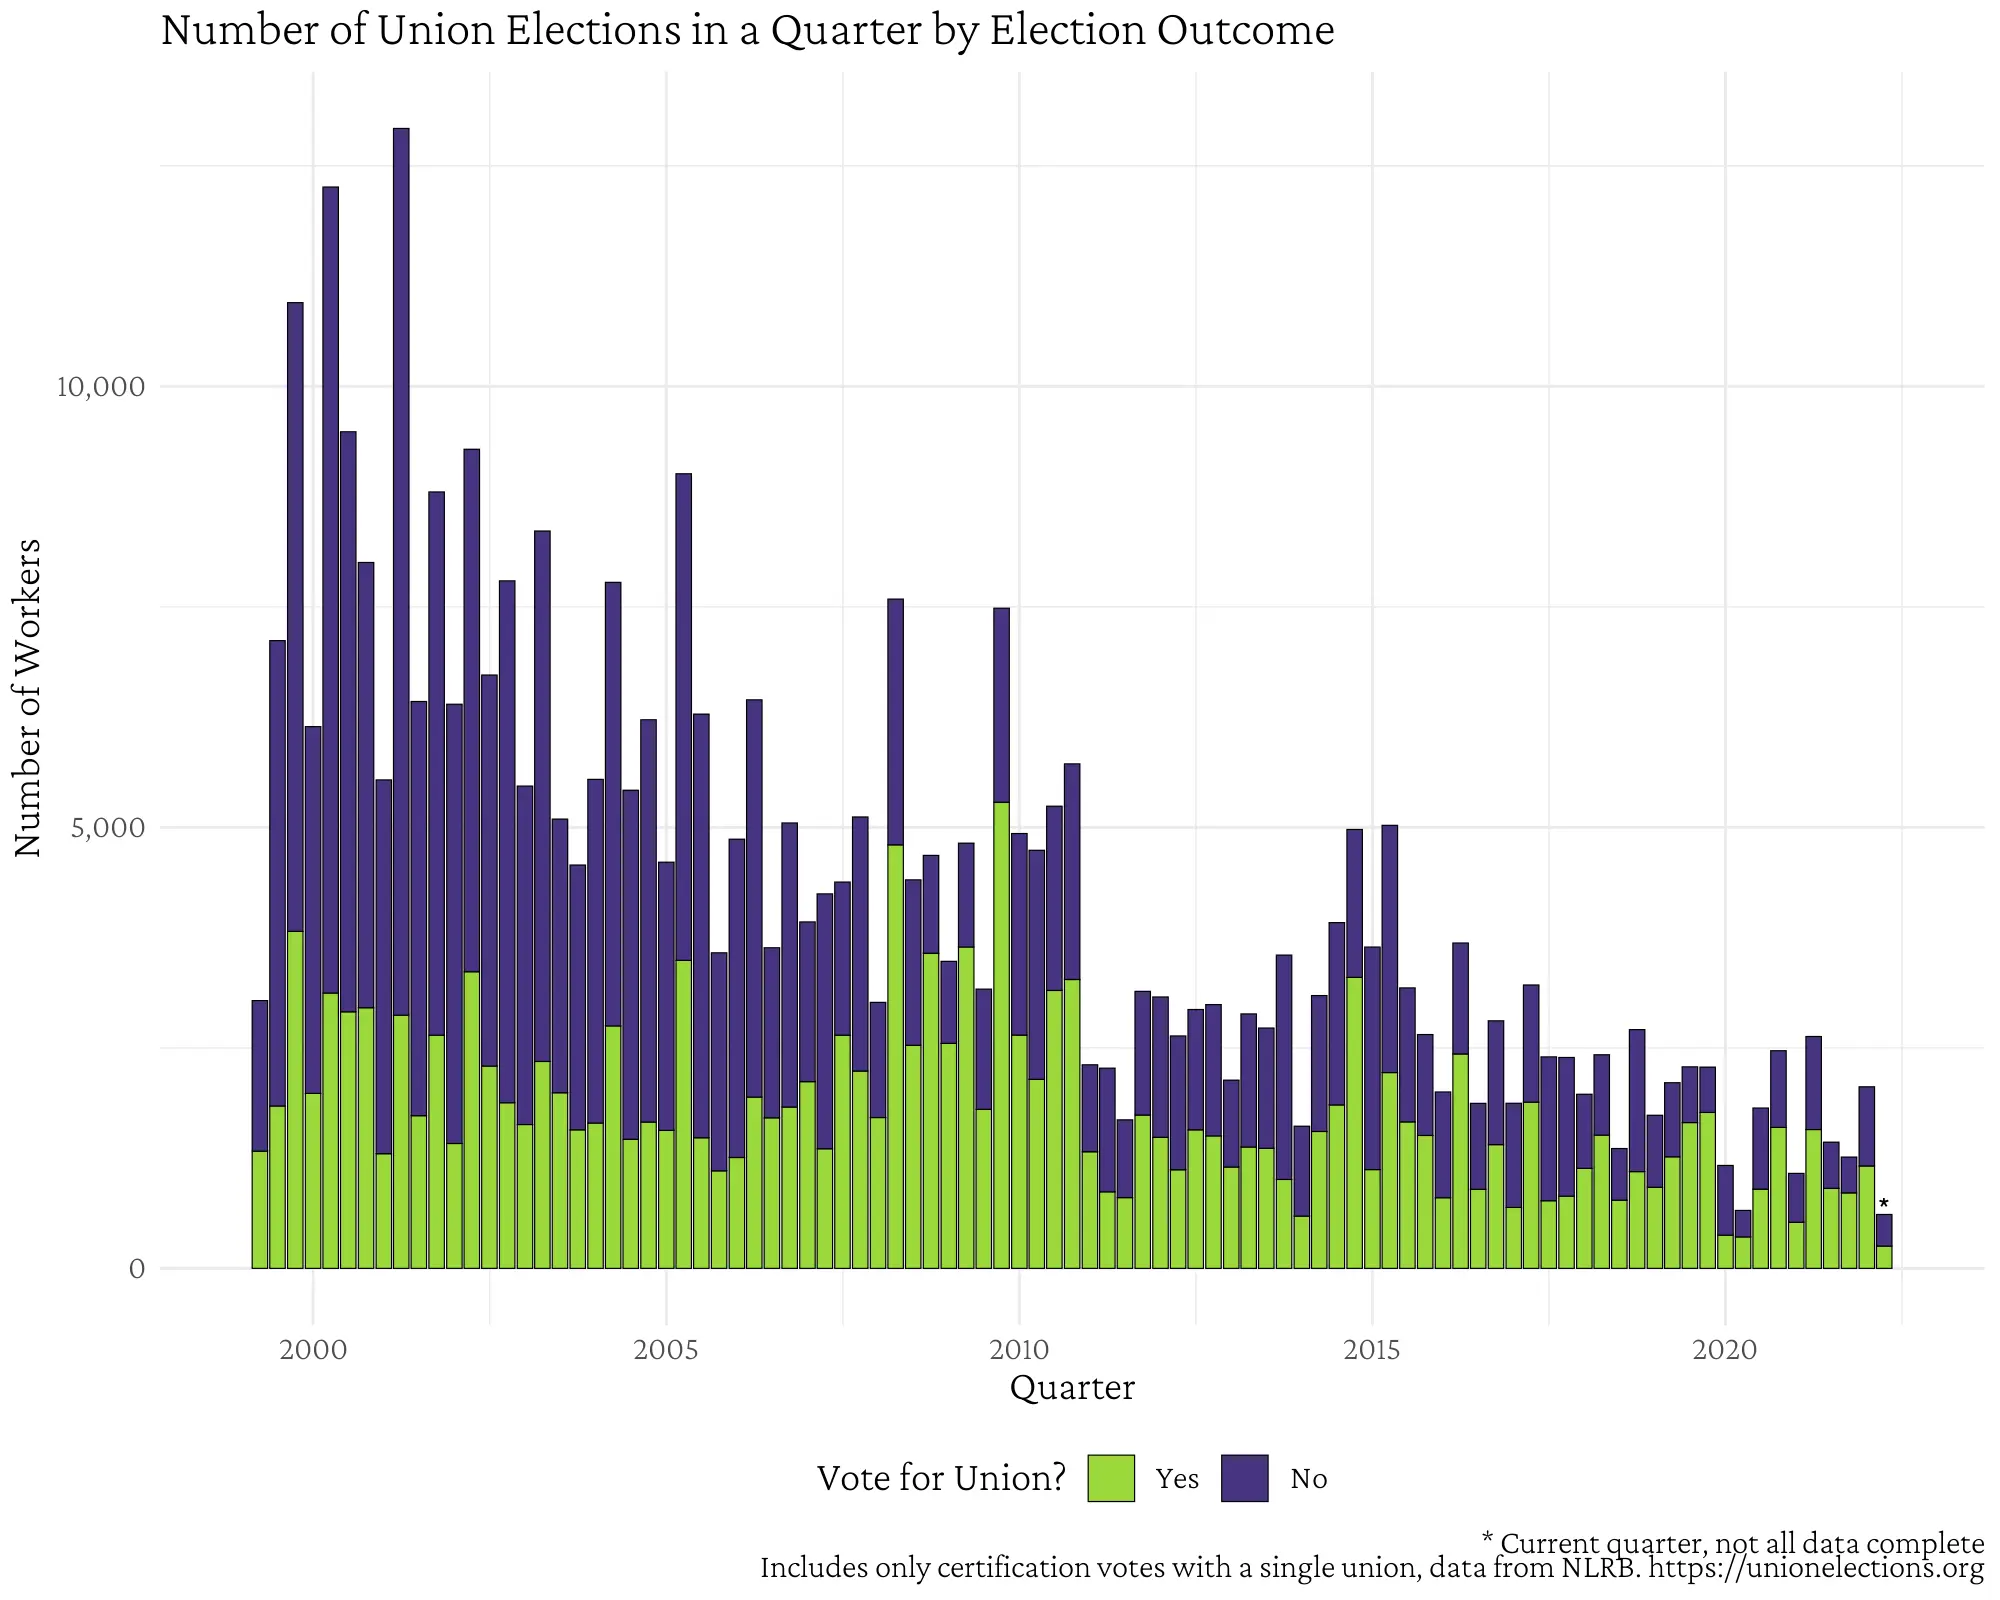 Number of Union Elections in a Quarter by Election Outcome
Number of Workers
10,000
5,000
0
2000 2005 2010 2015 2020
Quarter
*
Vote for Union? Yes No
* Current quarter, not all data complete
Includes only certification votes with a single union, data from NLRB. https://unionelections.org